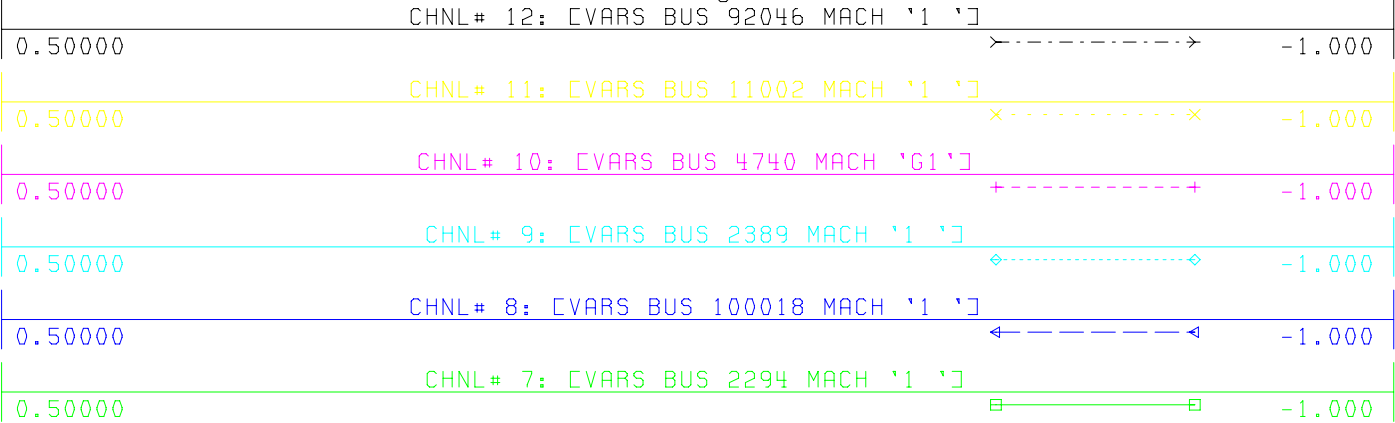 CHNL# 12: [VARS BUS 92046 MACH '1 ']
0.50000 -1.000
CHNL# 11: [VARS BUS 11002 MACH '1 ']
0.50000 -1.000
CHNL# 10: [VARS BUS 4740 MACH 'G1']
0.50000 -1.000
CHNL# 9: [VARS BUS 2389 MACH '1 ']
0.50000 -1.000
CHNL# 8: [VARS BUS 100018 MACH '1 ']
0.50000 -1.000
CHNL# 7: [VARS BUS 2294 MACH '1 ']
0.50000 -1.000